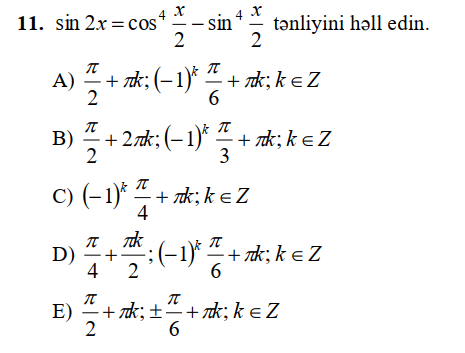 11. sin 2x = cos⁴ x/2 − sin⁴ x/2 tənliyini həll edin.
A) π/2 + πk; (−1)ᵏ π/6 + πk; k ∈ Z
B) π/2 + 2πk; (−1)ᵏ π/3 + πk; k ∈ Z
C) (−1)ᵏ π/4 + πk; k ∈ Z
D) π/4 + πk/2; (−1)ᵏ π/6 + πk; k ∈ Z
E) π/2 + πk; ± π/6 + πk; k ∈ Z